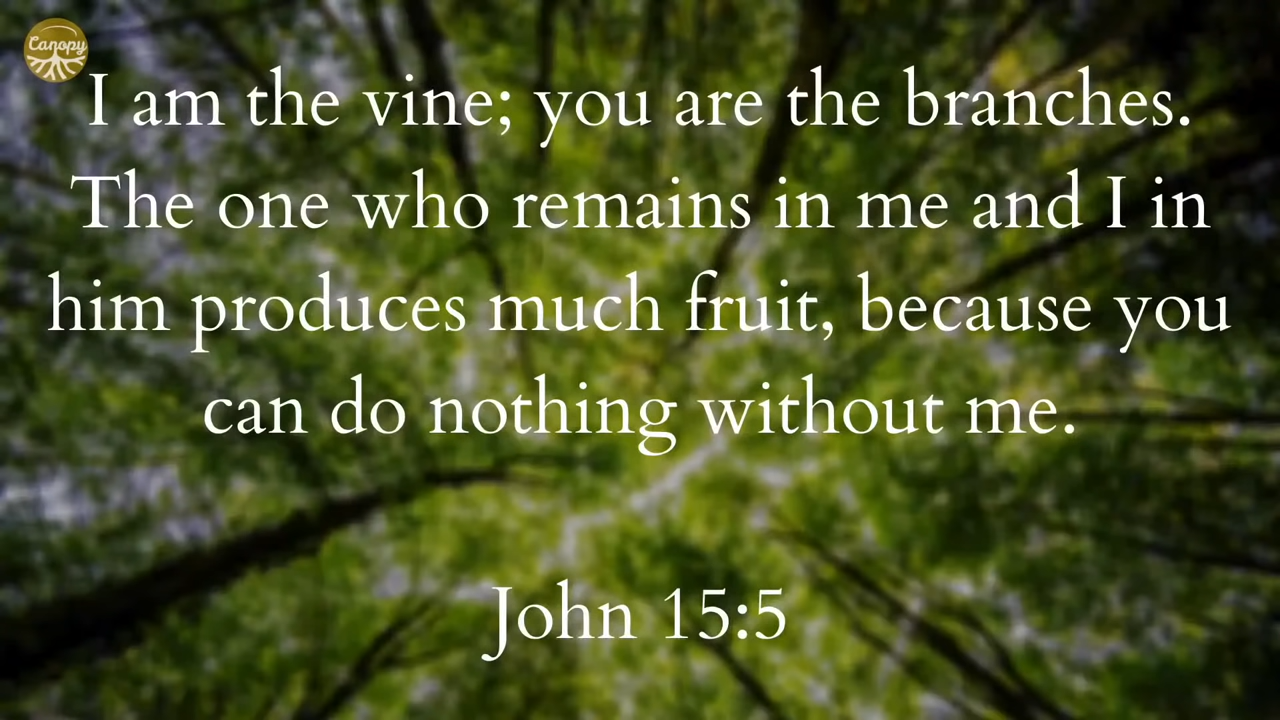 Canopy
I am the vine; you are the branches.
The one who remains in me and I in
him produces much fruit, because you
can do nothing without me.
John 15:5